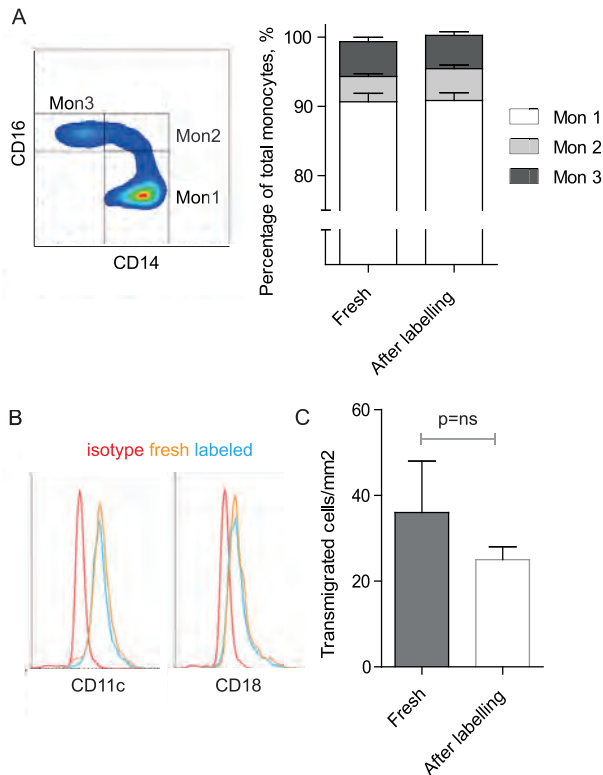 A
CD16
Mon3
Mon2
Mon1
CD14
Percentage of total monocytes, %
100
90
80
Fresh
After labelling
Mon 1
Mon 2
Mon 3
B
isotype fresh labeled
CD11c
CD18
C
Transmigrated cells/mm2
60
40
20
0
p=ns
Fresh
After labelling